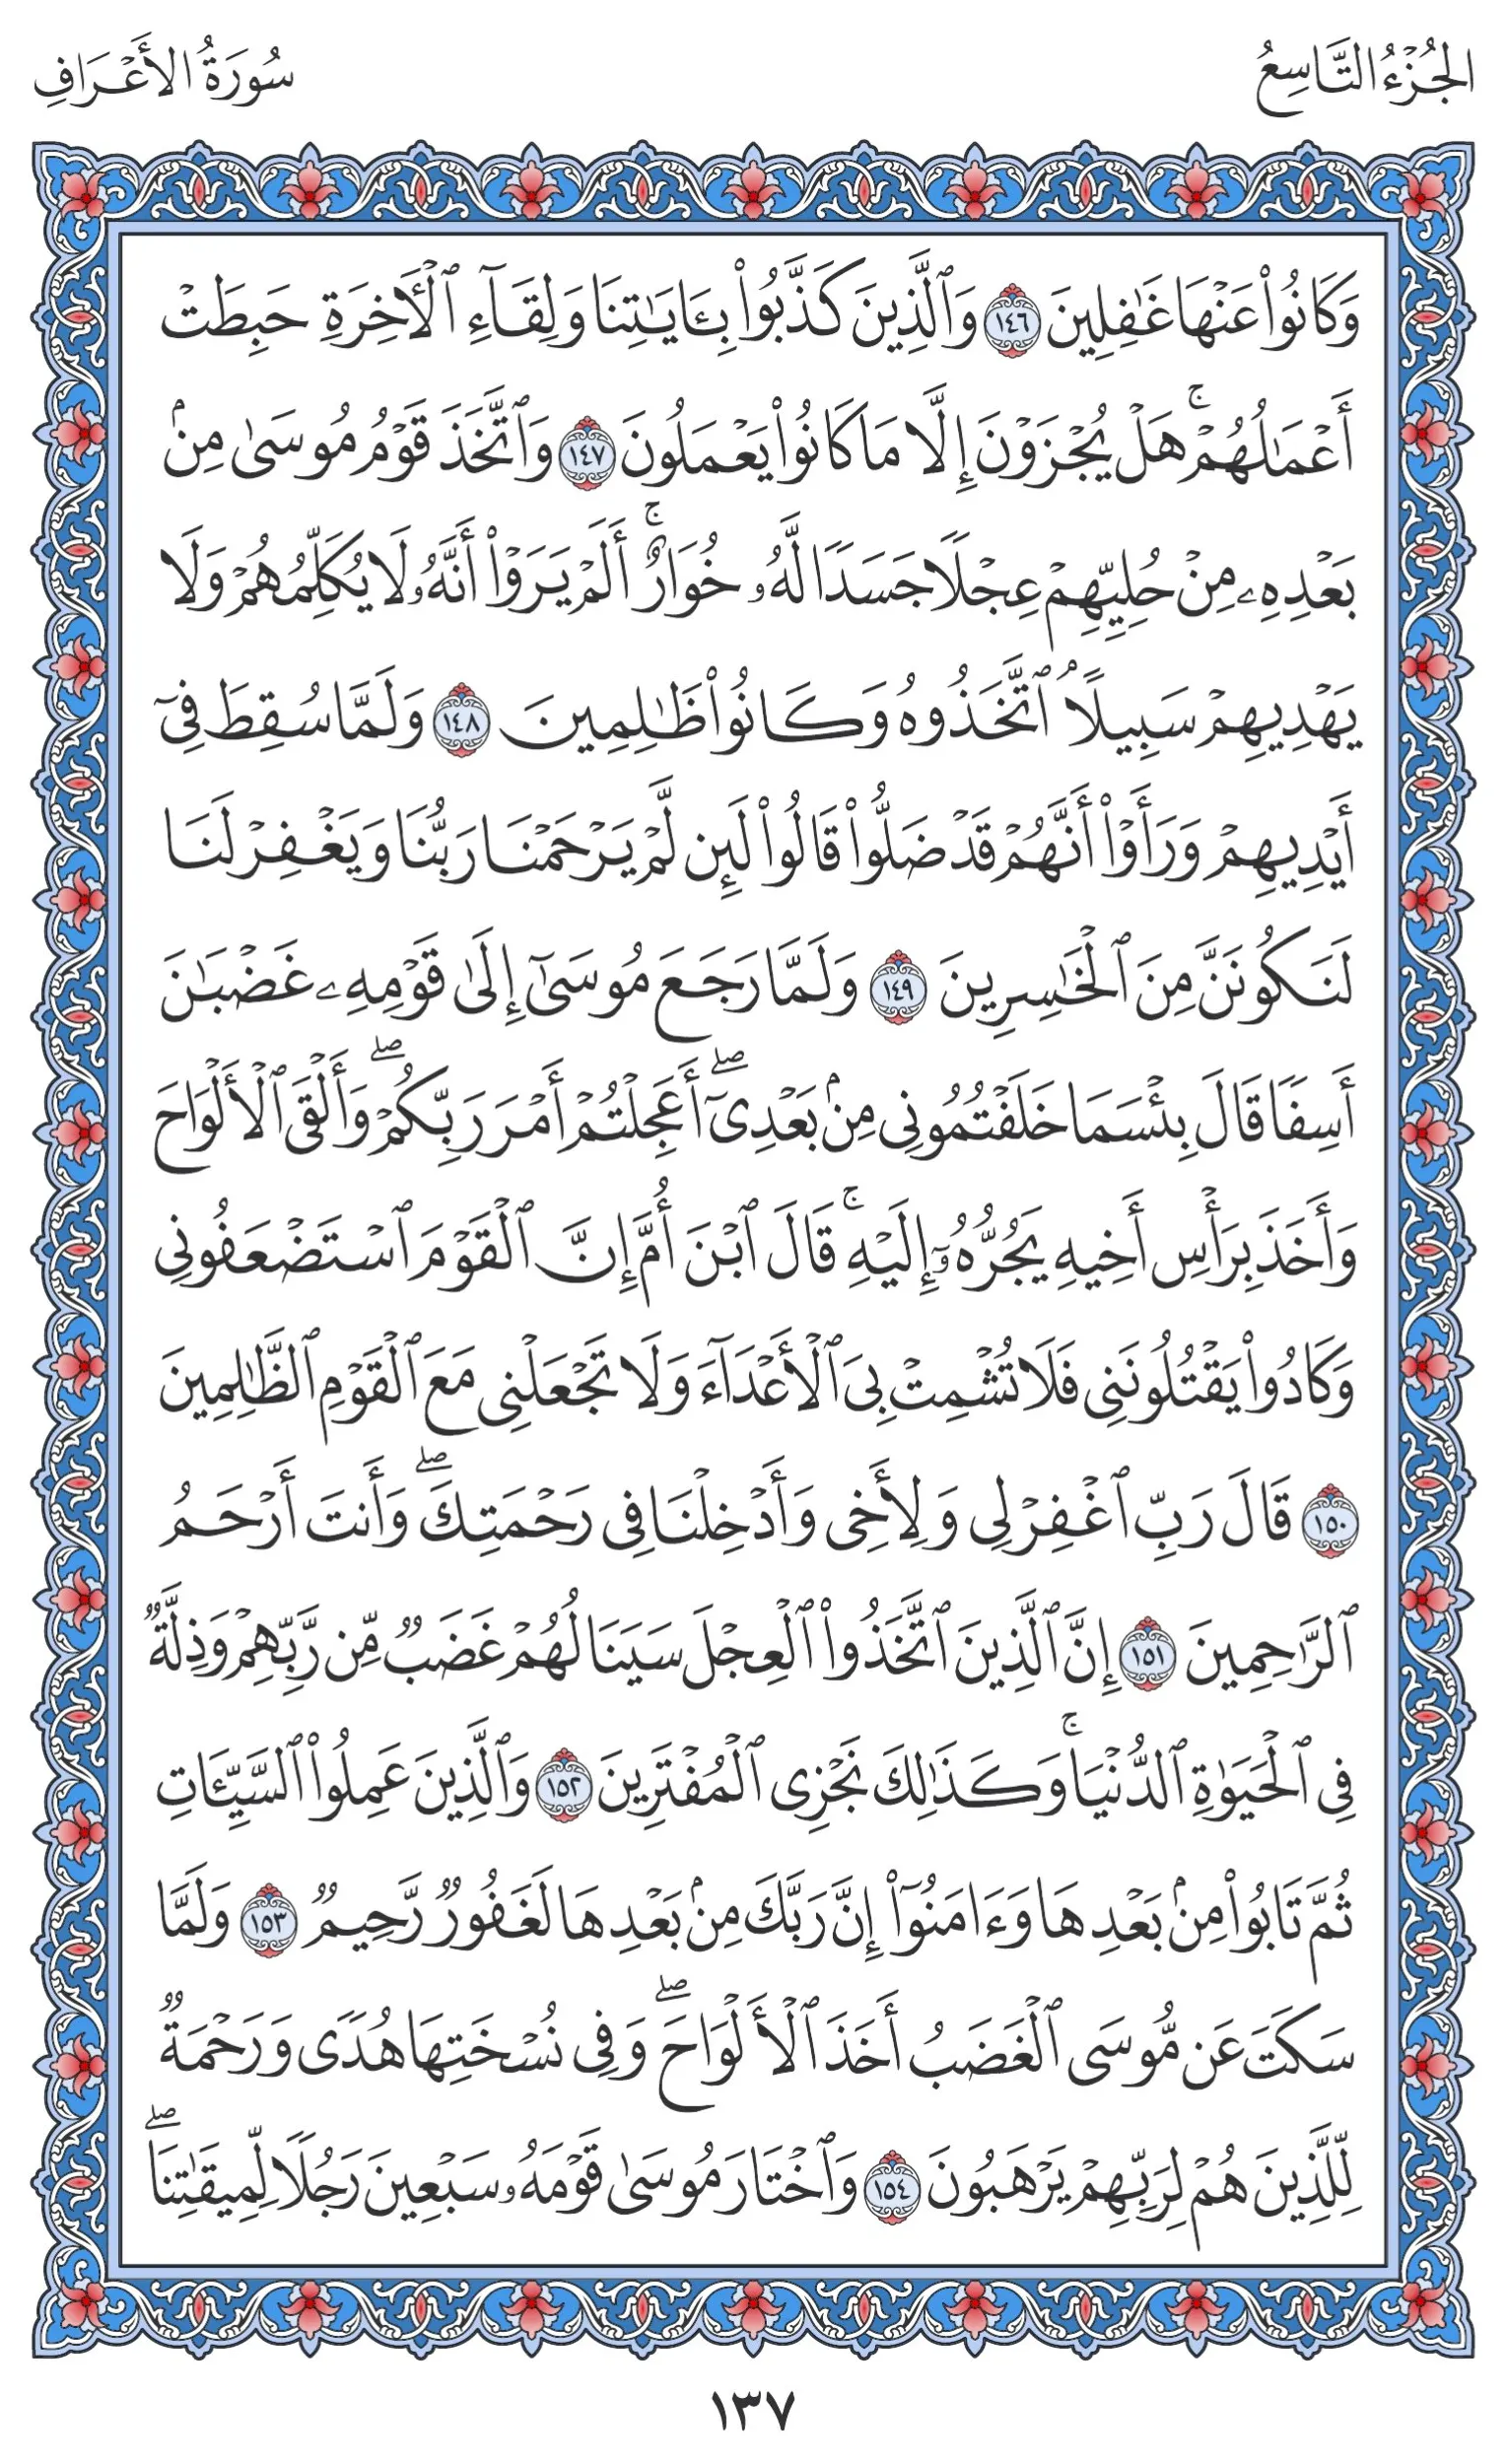 الجُزْءُ التَّاسِعُ
سُورَةُ الأَعْرَافِ
وَكَانُواْ عَنْهَا غَٰفِلِينَ ١٤٦ وَٱلَّذِينَ كَذَّبُواْ بِـَٔايَٰتِنَا وَلِقَآءِ ٱلْأٓخِرَةِ حَبِطَتْ
أَعْمَٰلُهُمْۚ هَلْ يُجْزَوْنَ إِلَّا مَا كَانُواْ يَعْمَلُونَ ١٤٧ وَٱتَّخَذَ قَوْمُ مُوسَىٰ مِنۢ
بَعْدِهِۦ مِنْ حُلِيِّهِمْ عِجْلًا جَسَدًا لَّهُۥ خُوَارٌۚ أَلَمْ يَرَوْاْ أَنَّهُۥ لَا يُكَلِّمُهُمْ وَلَا
يَهْدِيهِمْ سَبِيلًاۘ ٱتَّخَذُوهُ وَكَانُواْ ظَٰلِمِينَ ١٤٨ وَلَمَّا سُقِطَ فِىٓ
أَيْدِيهِمْ وَرَأَوْاْ أَنَّهُمْ قَدْ ضَلُّواْ قَالُواْ لَئِن لَّمْ يَرْحَمْنَا رَبُّنَا وَيَغْفِرْ لَنَا
لَنَكُونَنَّ مِنَ ٱلْخَٰسِرِينَ ١٤٩ وَلَمَّا رَجَعَ مُوسَىٰٓ إِلَىٰ قَوْمِهِۦ غَضْبَٰنَ
أَسِفًا قَالَ بِئْسَمَا خَلَفْتُمُونِى مِنۢ بَعْدِىٓۖ أَعَجِلْتُمْ أَمْرَ رَبِّكُمْۖ وَأَلْقَى ٱلْأَلْوَاحَ
وَأَخَذَ بِرَأْسِ أَخِيهِ يَجُرُّهُۥٓ إِلَيْهِۚ قَالَ ٱبْنَ أُمَّ إِنَّ ٱلْقَوْمَ ٱسْتَضْعَفُونِى
وَكَادُواْ يَقْتُلُونَنِى فَلَا تُشْمِتْ بِىَ ٱلْأَعْدَآءَ وَلَا تَجْعَلْنِى مَعَ ٱلْقَوْمِ ٱلظَّٰلِمِينَ
١٥٠ قَالَ رَبِّ ٱغْفِرْ لِى وَلِأَخِى وَأَدْخِلْنَا فِى رَحْمَتِكَۖ وَأَنتَ أَرْحَمُ
ٱلرَّٰحِمِينَ ١٥١ إِنَّ ٱلَّذِينَ ٱتَّخَذُواْ ٱلْعِجْلَ سَيَنَالُهُمْ غَضَبٌ مِّن رَّبِّهِمْ وَذِلَّةٌ
فِى ٱلْحَيَوٰةِ ٱلدُّنْيَاۚ وَكَذَٰلِكَ نَجْزِى ٱلْمُفْتَرِينَ ١٥٢ وَٱلَّذِينَ عَمِلُواْ ٱلسَّيِّـَٔاتِ
ثُمَّ تَابُواْ مِنۢ بَعْدِهَا وَءَامَنُوٓاْ إِنَّ رَبَّكَ مِنۢ بَعْدِهَا لَغَفُورٌ رَّحِيمٌ ١٥٣ وَلَمَّا
سَكَتَ عَن مُّوسَى ٱلْغَضَبُ أَخَذَ ٱلْأَلْوَاحَۖ وَفِى نُسْخَتِهَا هُدًى وَرَحْمَةٌ
لِّلَّذِينَ هُمْ لِرَبِّهِمْ يَرْهَبُونَ ١٥٤ وَٱخْتَارَ مُوسَىٰ قَوْمَهُۥ سَبْعِينَ رَجُلًا لِّمِيقَٰتِنَاۖ
١٣٧